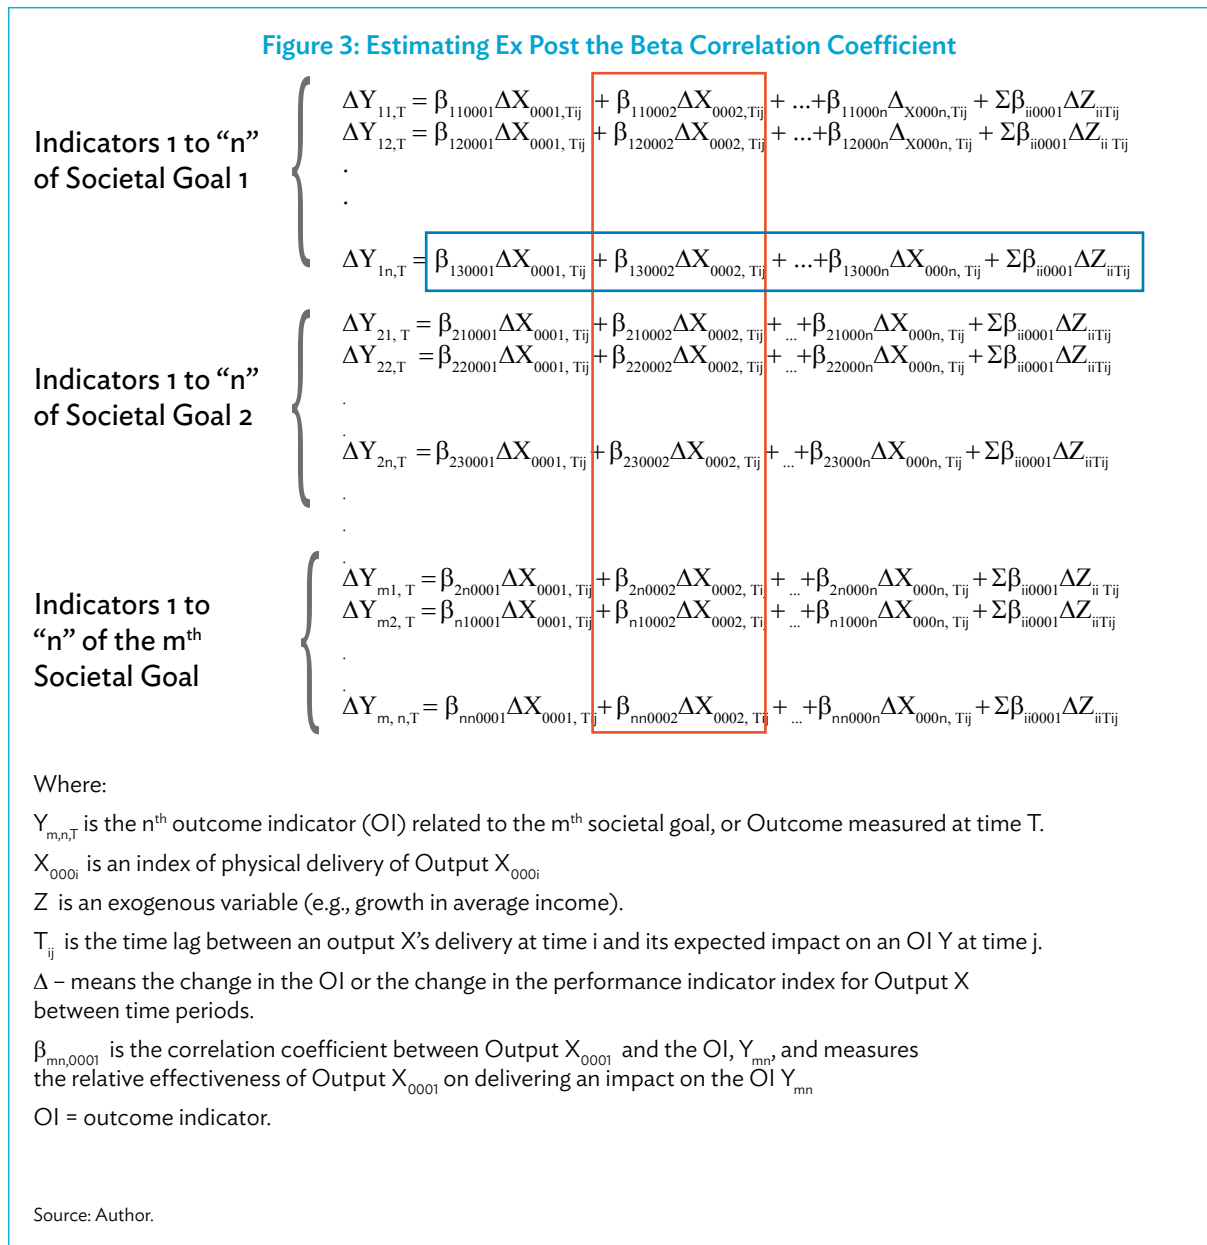 Figure 3: Estimating Ex Post the Beta Correlation Coefficient
Indicators 1 to “n”
of Societal Goal 1
ΔY₁₁,T = β₁₁₀₀₀₁ΔX₀₀₀₁,Tij + β₁₁₀₀₀₂ΔX₀₀₀₂,Tij + ...+β₁₁₀₀₀nΔX000n,Tij + Σβii0001ΔZiiTij
ΔY₁₂,T = β₁₂₀₀₀₁ΔX₀₀₀₁, Tij + β₁₂₀₀₀₂ΔX₀₀₀₂, Tij + ...+β₁₂₀₀₀nΔX000n, Tij + Σβii0001ΔZii Tij
.
.
ΔY₁n,T = β₁₃₀₀₀₁ΔX₀₀₀₁, Tij + β₁₃₀₀₀₂ΔX₀₀₀₂, Tij + ...+β₁₃₀₀₀nΔX₀₀₀n, Tij + Σβii0001ΔZiiTij
Indicators 1 to “n”
of Societal Goal 2
ΔY₂₁, T = β₂₁₀₀₀₁ΔX₀₀₀₁, Tij + β₂₁₀₀₀₂ΔX₀₀₀₂, Tij + ...+β₂₁₀₀₀nΔX₀₀₀n, Tij + Σβii0001ΔZiiTij
ΔY₂₂,T = β₂₂₀₀₀₁ΔX₀₀₀₁, Tij + β₂₂₀₀₀₂ΔX₀₀₀₂, Tij + ...+β₂₂₀₀₀nΔX₀₀₀n, Tij + Σβii0001ΔZiiTij
.
.
ΔY₂n,T = β₂₃₀₀₀₁ΔX₀₀₀₁, Tij + β₂₃₀₀₀₂ΔX₀₀₀₂, Tij + ...+β₂₃₀₀₀nΔX₀₀₀n, Tij + Σβii0001ΔZiiTij
.
.
.
Indicators 1 to
“n” of the mᵗʰ
Societal Goal
ΔYm1, T = β₂n₀₀₀₁ΔX₀₀₀₁, Tij + β₂n₀₀₀₂ΔX₀₀₀₂, Ti + ...+β₂n₀₀₀nΔX₀₀₀n, Tij + Σβii0001ΔZii Tij
ΔYm2, T = βn₁₀₀₀₁ΔX₀₀₀₁, Tij + βn₁₀₀₀₂ΔX₀₀₀₂, Ti + ...+βn₁₀₀₀nΔX₀₀₀n, Tij + Σβii0001ΔZiiTij
.
.
ΔYm, n,T = βnn₀₀₀₁ΔX₀₀₀₁, Tij + βnn₀₀₀₂ΔX₀₀₀₂, Tij + ...+βnn₀₀₀nΔX₀₀₀n, Tij + Σβii0001ΔZiiTij
Where:
Ym,n,T is the nᵗʰ outcome indicator (OI) related to the mᵗʰ societal goal, or Outcome measured at time T.
X₀₀₀i is an index of physical delivery of Output X₀₀₀i
Z is an exogenous variable (e.g., growth in average income).
Tij is the time lag between an output X’s delivery at time i and its expected impact on an OI Y at time j.
Δ – means the change in the OI or the change in the performance indicator index for Output X
between time periods.
βmn,0001 is the correlation coefficient between Output X₀₀₀₁ and the OI, Ymn, and measures
the relative effectiveness of Output X₀₀₀₁ on delivering an impact on the OI Ymn
OI = outcome indicator.
Source: Author.